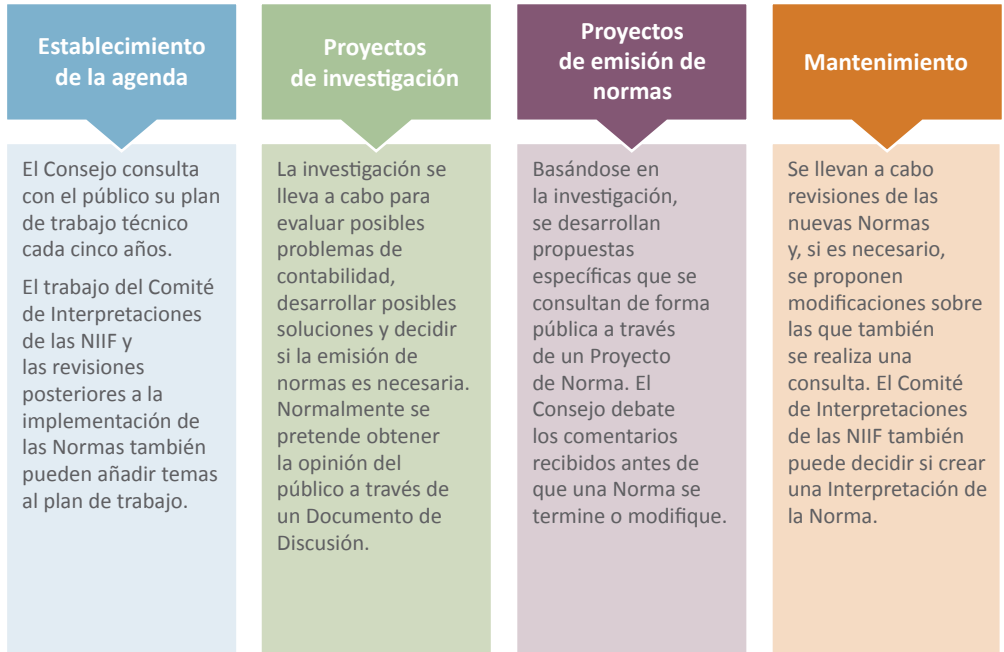 Establecimiento
de la agenda
El Consejo consulta
con el público su plan
de trabajo técnico
cada cinco años.
El trabajo del Comité
de Interpretaciones
de las NIIF y
las revisiones
posteriores a la
implementación de
las Normas también
pueden añadir temas
al plan de trabajo.
Proyectos
de investigación
La investigación se
lleva a cabo para
evaluar posibles
problemas de
contabilidad,
desarrollar posibles
soluciones y decidir
si la emisión de
normas es necesaria.
Normalmente se
pretende obtener
la opinión del
público a través de
un Documento de
Discusión.
Proyectos
de emisión de
normas
Basándose en
la investigación,
se desarrollan
propuestas
específicas que se
consultan de forma
pública a través
de un Proyecto
de Norma. El
Consejo debate
los comentarios
recibidos antes de
que una Norma se
termine o modifique.
Mantenimiento
Se llevan a cabo
revisiones de las
nuevas Normas
y, si es necesario,
se proponen
modificaciones sobre
las que también
se realiza una
consulta. El Comité
de Interpretaciones
de las NIIF también
puede decidir si crear
una Interpretación de
la Norma.